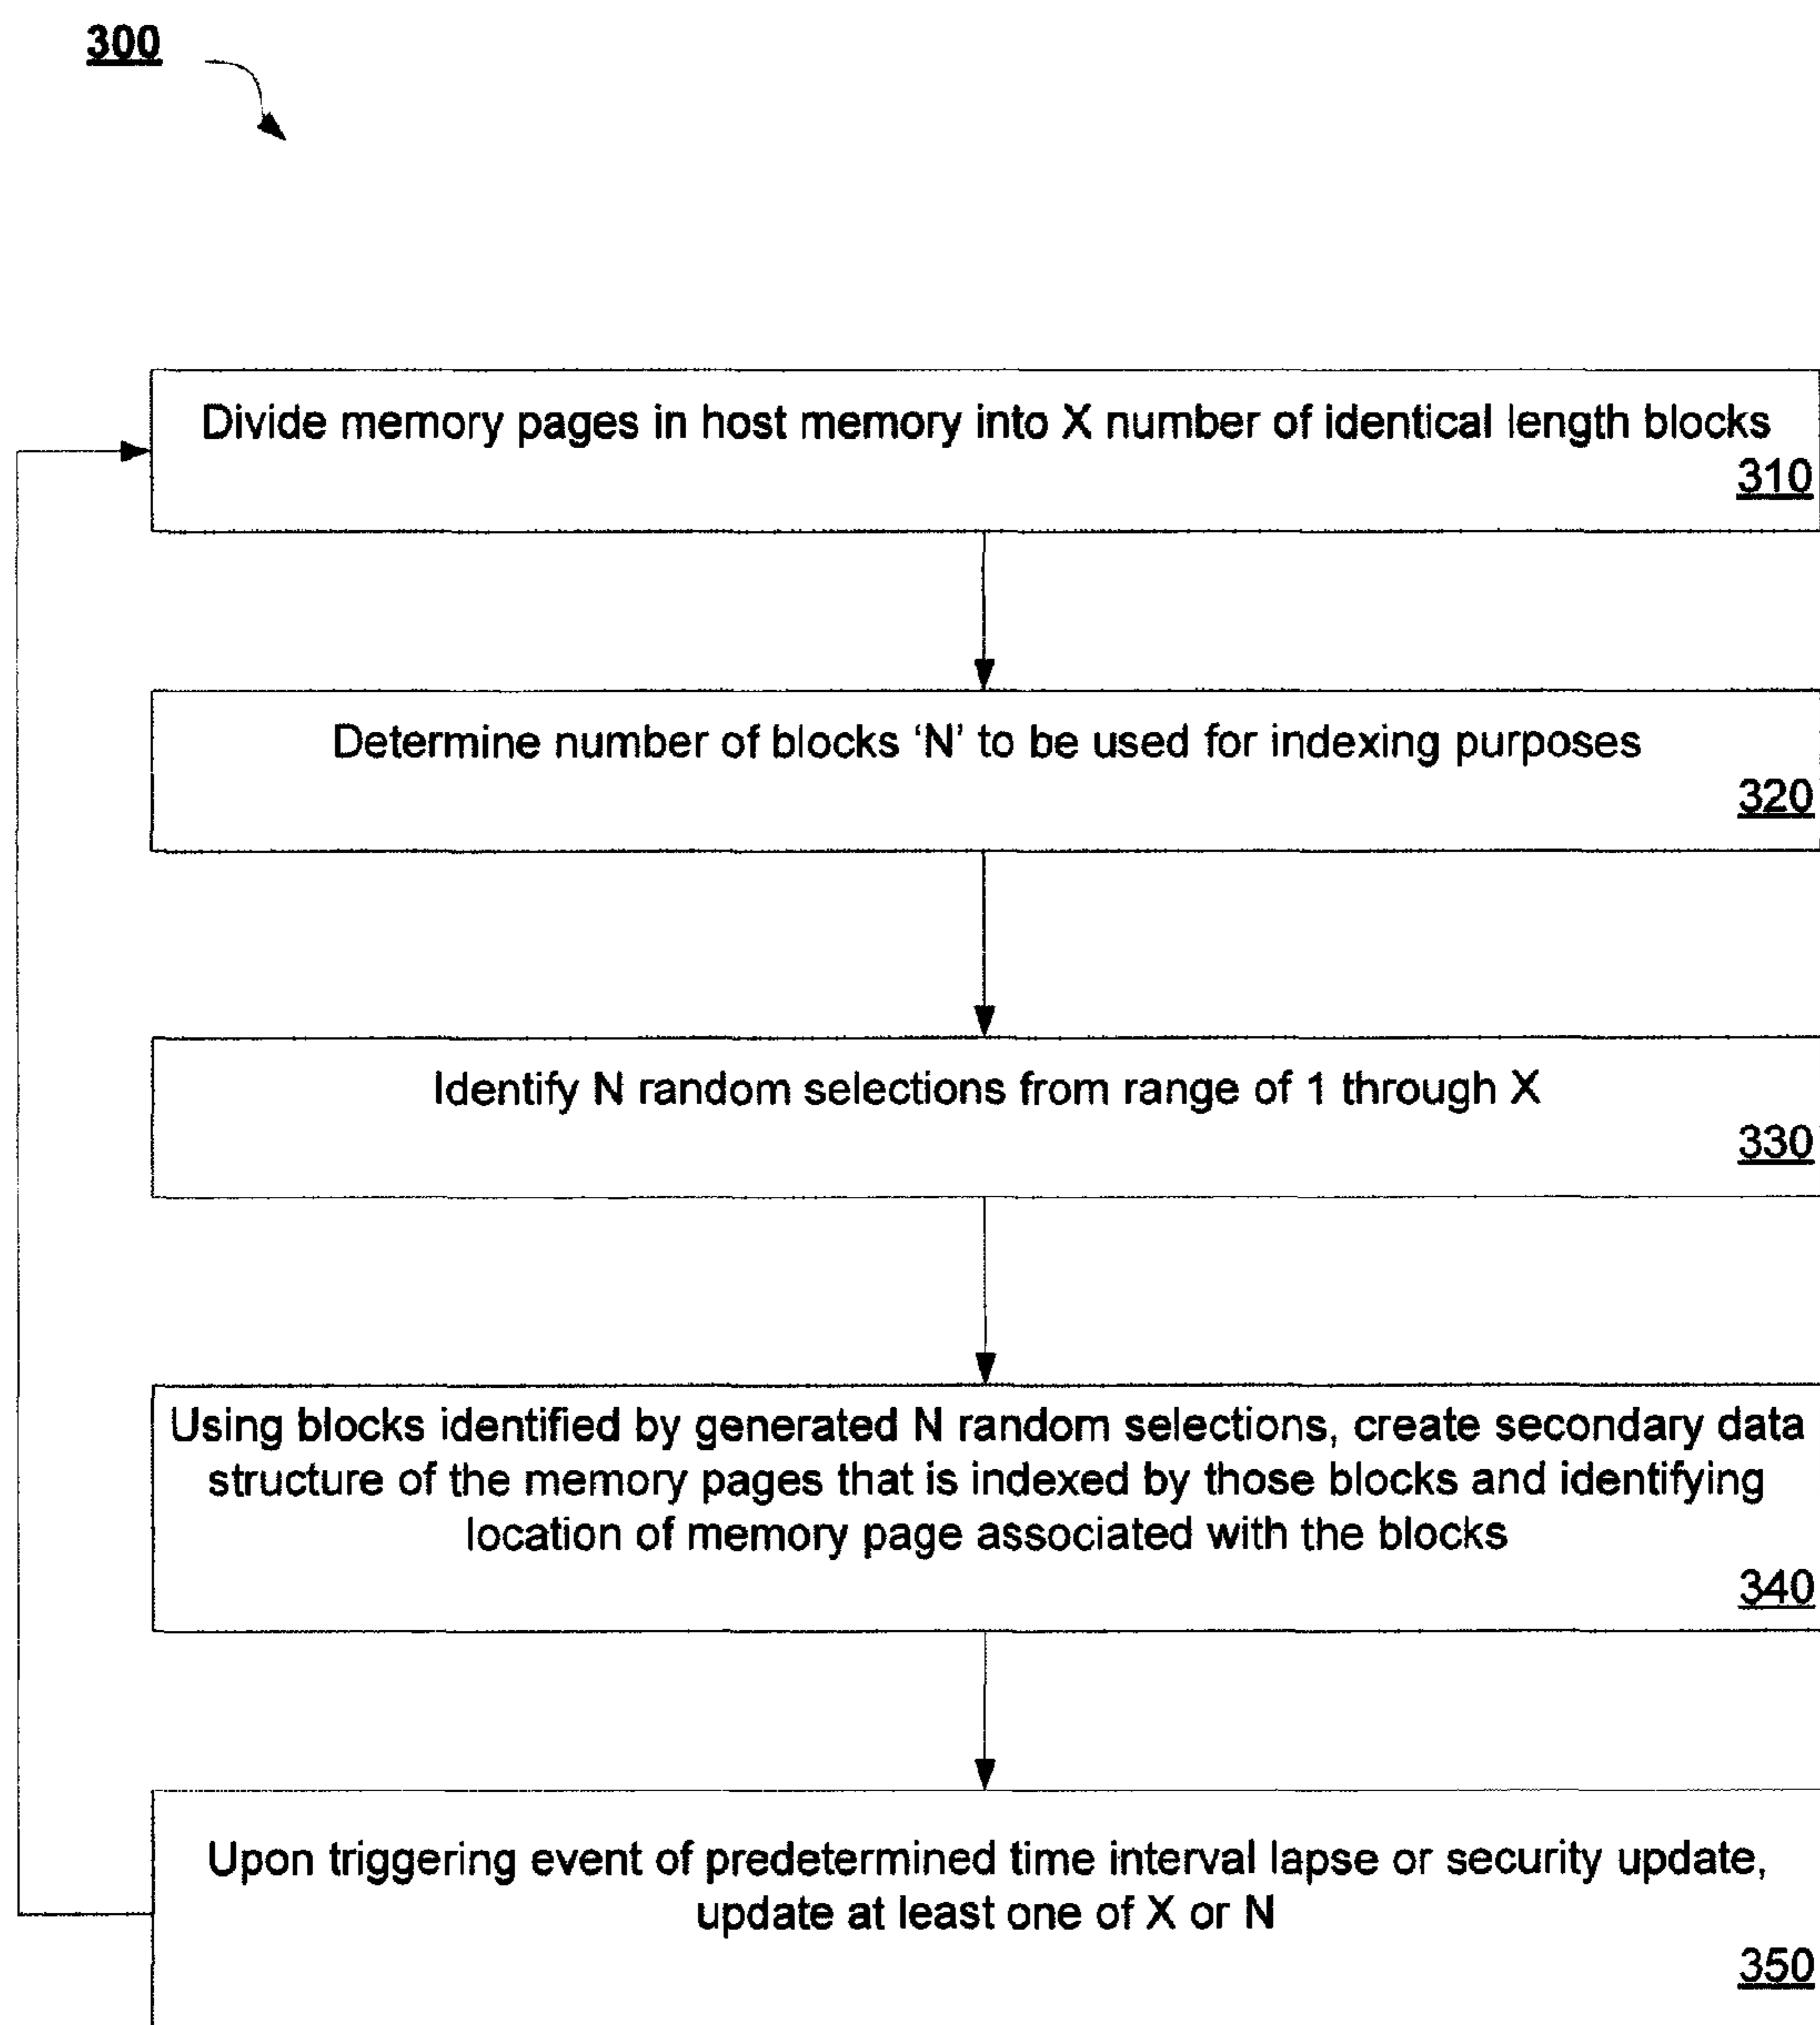 300
Divide memory pages in host memory into X number of identical length blocks
310
Determine number of blocks ‘N’ to be used for indexing purposes
320
Identify N random selections from range of 1 through X
330
Using blocks identified by generated N random selections, create secondary data
structure of the memory pages that is indexed by those blocks and identifying
location of memory page associated with the blocks
340
Upon triggering event of predetermined time interval lapse or security update,
update at least one of X or N
350